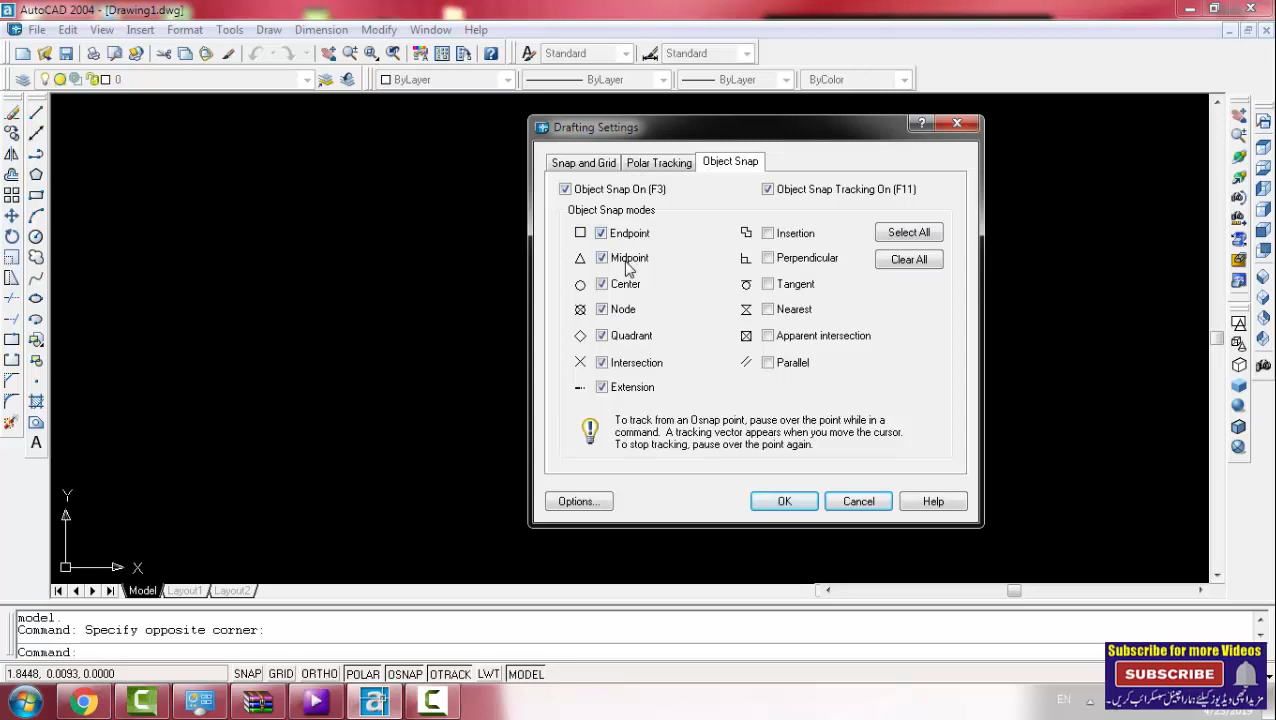 AutoCAD 2004 - [Drawing1.dwg]
File Edit View Insert Format Tools Draw Dimension Modify Window Help
Standard Standard
0 ByLayer ByLayer ByLayer ByColor
Drafting Settings
Snap and Grid Polar Tracking Object Snap
Object Snap On (F3) Object Snap Tracking On (F11)
Object Snap modes
Endpoint Insertion Select All
Midpoint Perpendicular Clear All
Center Tangent
Node Nearest
Quadrant Apparent intersection
Intersection Parallel
Extension
To track from an Osnap point, pause over the point while in a
command. A tracking vector appears when you move the cursor.
To stop tracking, pause over the point again.
Options... OK Cancel Help
Y
X
Model Layout1 Layout2
model.
Command: Specify opposite corner:
Command:
Subscribe for more Videos
1.8448, 0.0093, 0.0000 SNAP GRID ORTHO POLAR OSNAP OTRACK LWT MODEL
SUBSCRIBE
EN